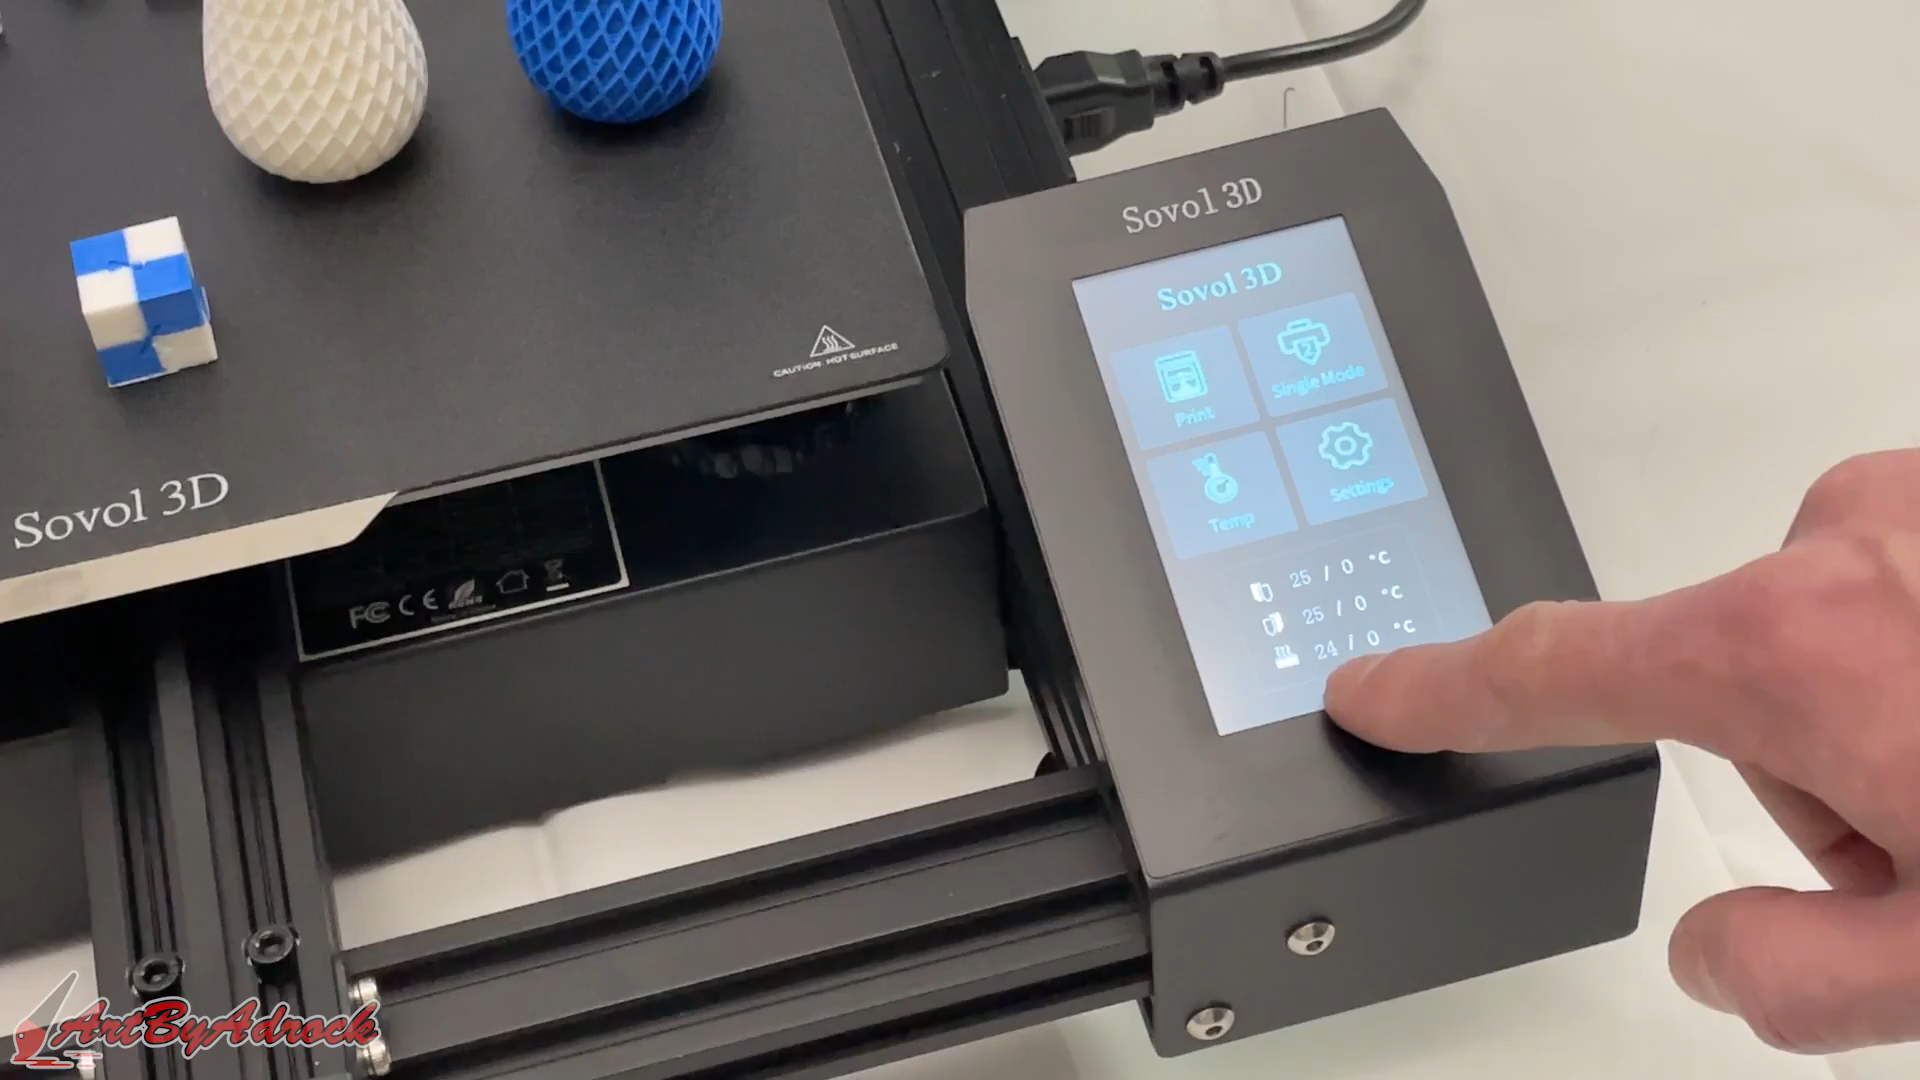 Sovol 3D
Sovol 3D
Print
2
Single Mode
Temp
Settings
25 / 0 °C
25 / 0 °C
24 / 0 °C
CAUTION: HOT SURFACE
Sovol 3D
FC CE
ArtByAdrock